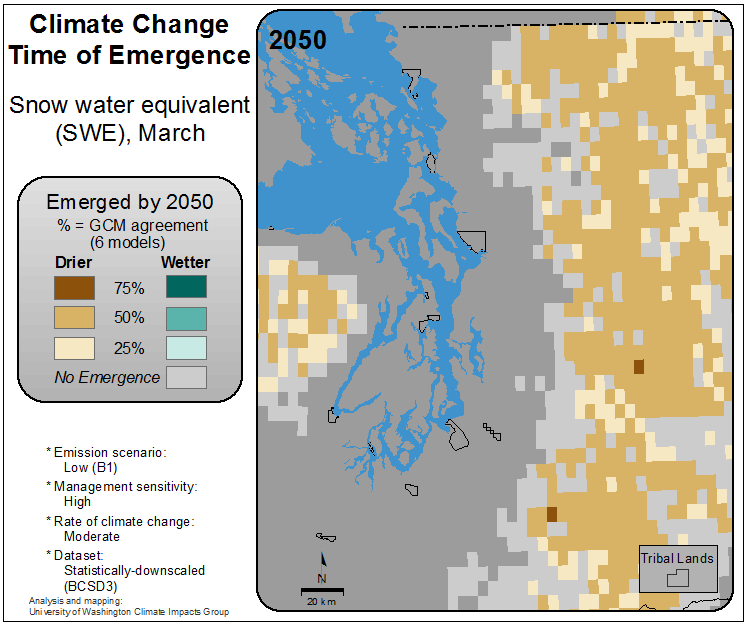 Climate Change
Time of Emergence
Snow water equivalent
(SWE), March
Emerged by 2050
% = GCM agreement
(6 models)
Drier Wetter
75%
50%
25%
No Emergence
* Emission scenario:
Low (B1)
* Management sensitivity:
High
* Rate of climate change:
Moderate
* Dataset:
Statistically-downscaled
(BCSD3)
Analysis and mapping:
University of Washington Climate Impacts Group
2050
N
20 km
Tribal Lands